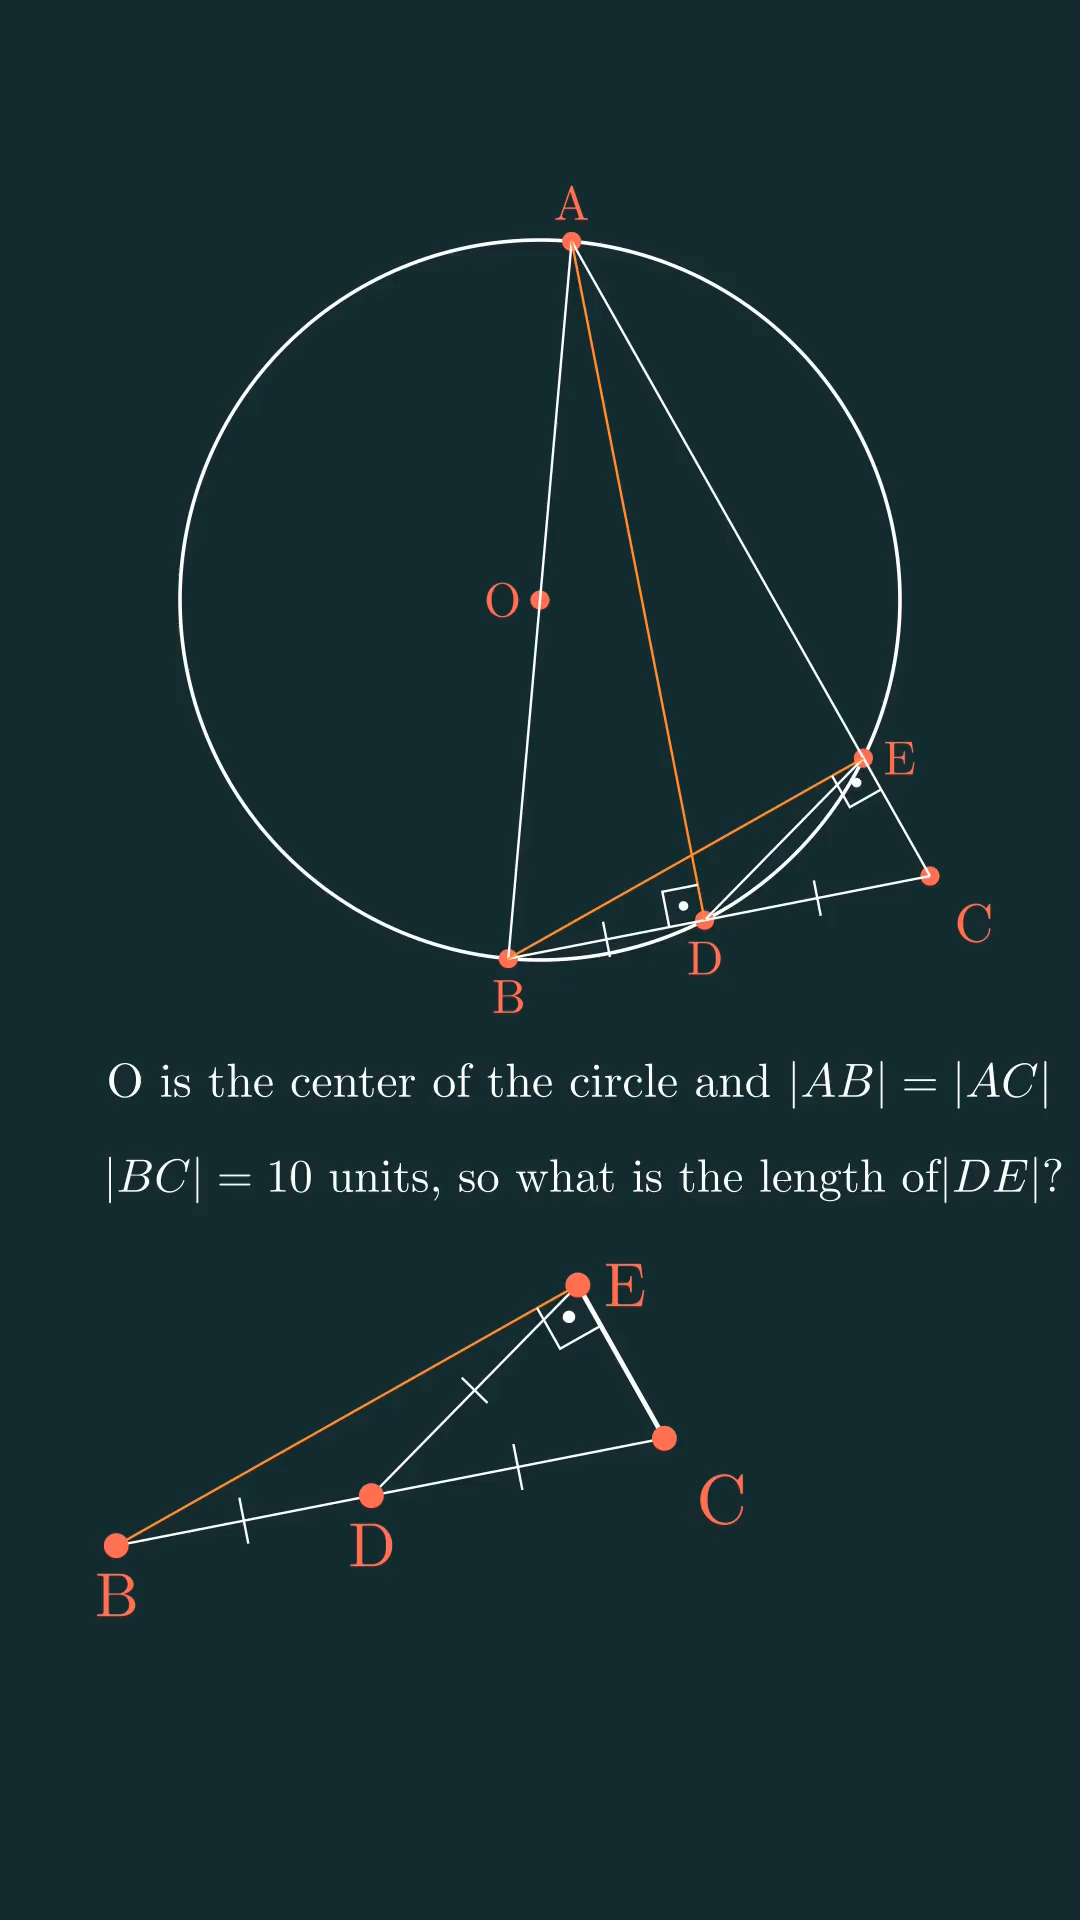 A
O
E
C
D
B
O is the center of the circle and |AB| = |AC|
|BC| = 10 units, so what is the length of|DE|?
E
C
D
B